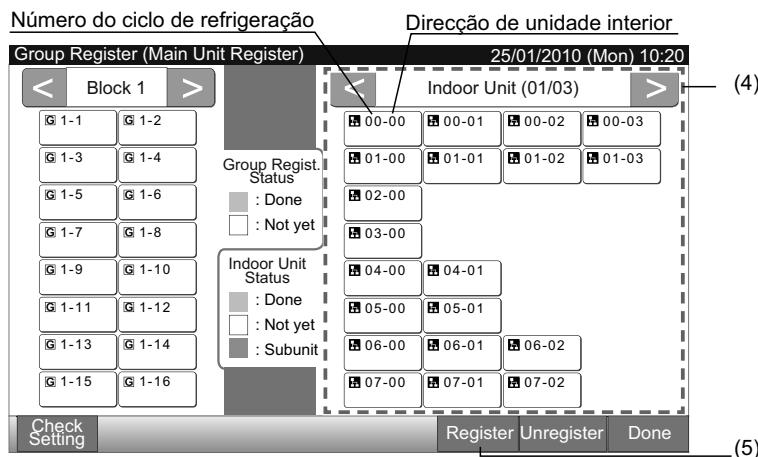 Número do ciclo de refrigeração
Direcção de unidade interior
Group Register (Main Unit Register)
25/01/2010 (Mon) 10:20
< Block 1 >
< Indoor Unit (01/03) >
(4)
G 1-1 G 1-2
G 1-3 G 1-4
G 1-5 G 1-6
G 1-7 G 1-8
G 1-9 G 1-10
G 1-11 G 1-12
G 1-13 G 1-14
G 1-15 G 1-16
Group Regist.
Status
: Done
: Not yet
Indoor Unit
Status
: Done
: Not yet
: Subunit
00-00 00-01 00-02 00-03
01-00 01-01 01-02 01-03
02-00
03-00
04-00 04-01
05-00 05-01
06-00 06-01 06-02
07-00 07-01 07-02
Check
Setting
Register Unregister Done
(5)